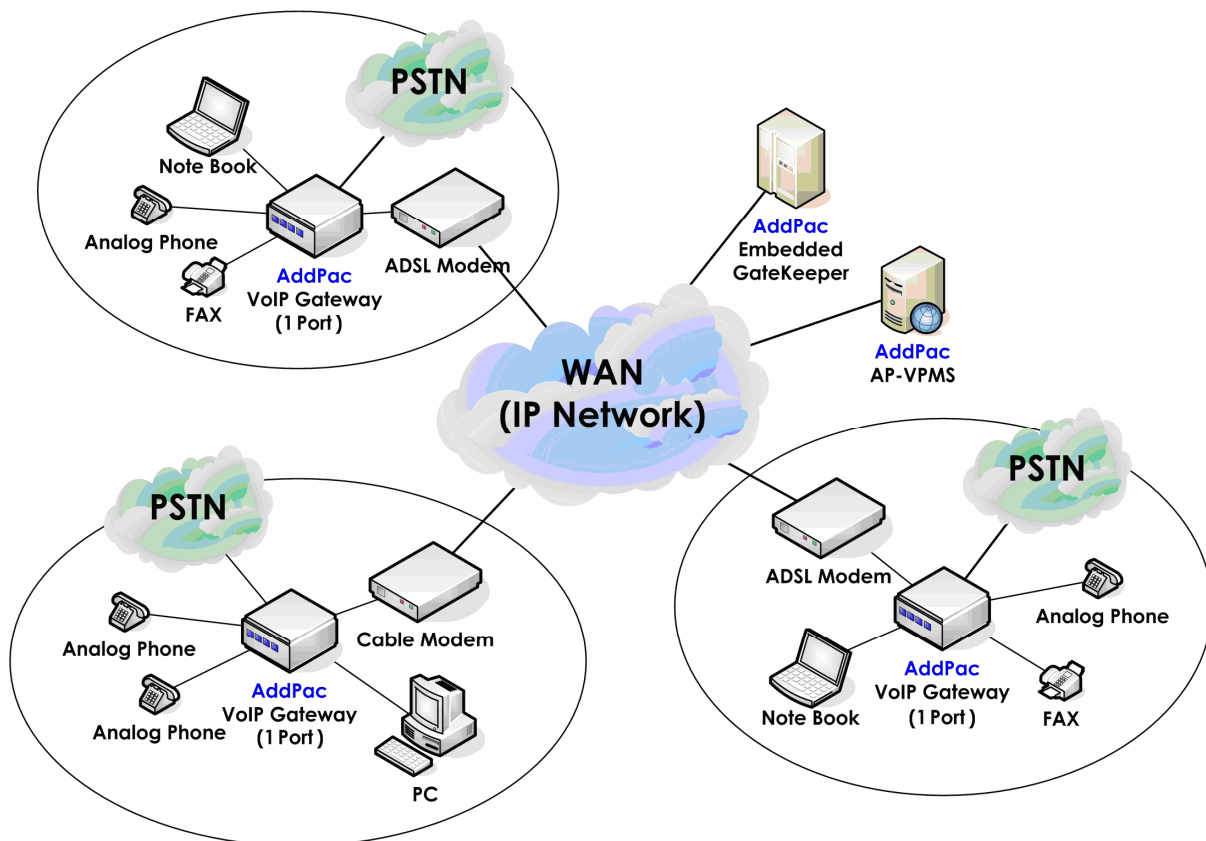 PSTN
Note Book
Analog Phone
FAX
AddPac
VoIP Gateway
(1 Port)
ADSL Modem
AddPac
Embedded
GateKeeper
AddPac
AP-VPMS
WAN
(IP Network)
PSTN
Analog Phone
Analog Phone
AddPac
VoIP Gateway
(1 Port)
Cable Modem
PC
PSTN
ADSL Modem
Analog Phone
Note Book
AddPac
VoIP Gateway
(1 Port)
FAX